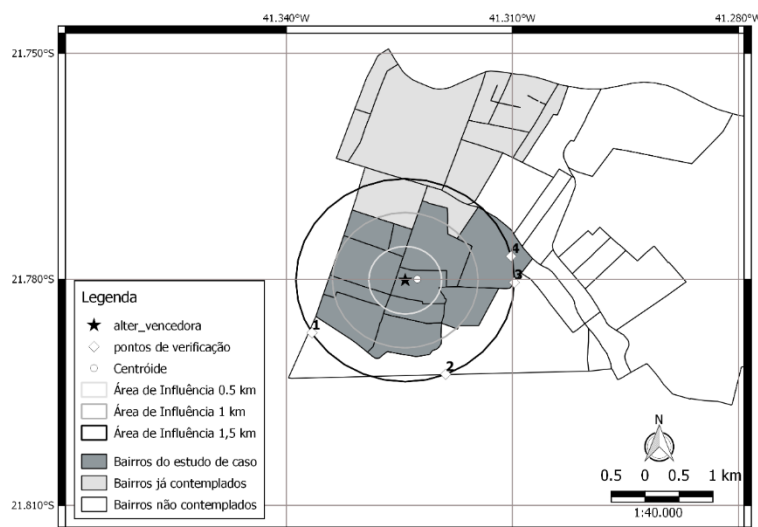 41.340°W 41.310°W 41.280°W
21.750°S
4
21.780°S
3
Legenda
alter_vencedora
1
pontos de verificação
2
Centróide
Área de Influência 0.5 km
Área de Influência 1 km
Área de Influência 1,5 km
N
Bairros do estudo de caso
Bairros já contemplados
0.5 0 0.5 1 km
Bairros não contemplados
21.810°S
1:40.000